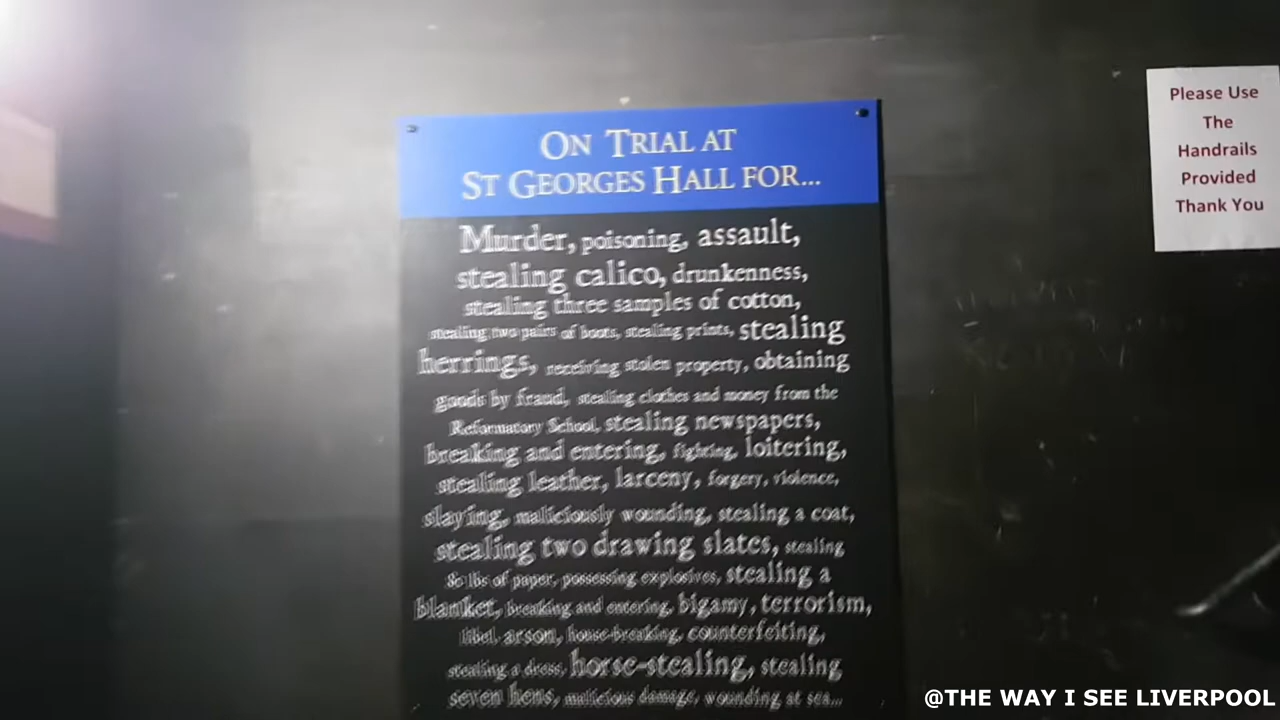 ON TRIAL AT
ST GEORGES HALL FOR...
Murder, poisoning, assault,
stealing calico, drunkenness,
stealing three samples of cotton,
stealing two pairs of boots, stealing prints, stealing
herrings, receiving stolen property, obtaining
goods by fraud, stealing clothes and money from the
Reformatory School, stealing newspapers,
breaking and entering, fighting, loitering,
stealing leather, larceny, forgery, violence,
slaying, maliciously wounding, stealing a coat,
stealing two drawing slates, stealing
80 lbs of paper, possessing explosives, stealing a
blanket, breaking and entering, bigamy, terrorism,
libel, arson, house-breaking, counterfeiting,
stealing a dress, horse-stealing, stealing
seven hens, malicious damage, wounding at sea...
Please Use
The
Handrails
Provided
Thank You
@THE WAY I SEE LIVERPOOL